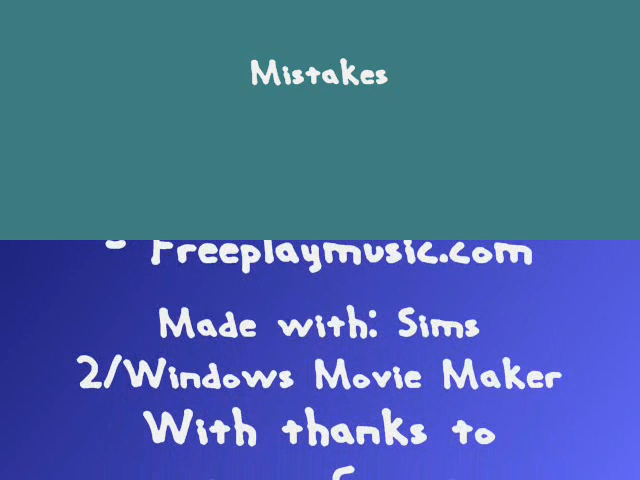 Mistakes
Freeplaymusic.com
Made with: Sims
2/Windows Movie Maker
With thanks to